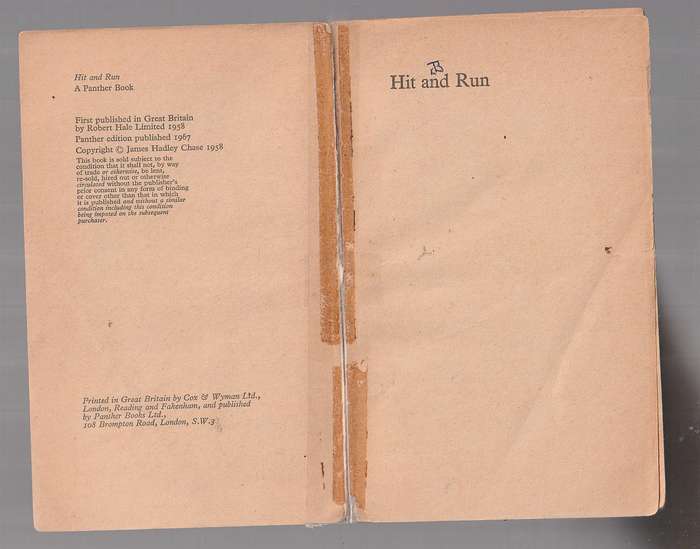 Hit and Run
A Panther Book
First published in Great Britain
by Robert Hale Limited 1958
Panther edition published 1967
Copyright © James Hadley Chase 1958
This book is sold subject to the
condition that it shall not, by way
of trade or otherwise, be lent,
re-sold, hired out or otherwise
circulated without the publisher's
prior consent in any form of binding
or cover other than that in which
it is published and without a similar
condition including this condition
being imposed on the subsequent
purchaser.
Printed in Great Britain by Cox & Wyman Ltd.,
London, Reading and Fakenham, and published
by Panther Books Ltd.,
108 Brompton Road, London, S.W.3
Hit and Run